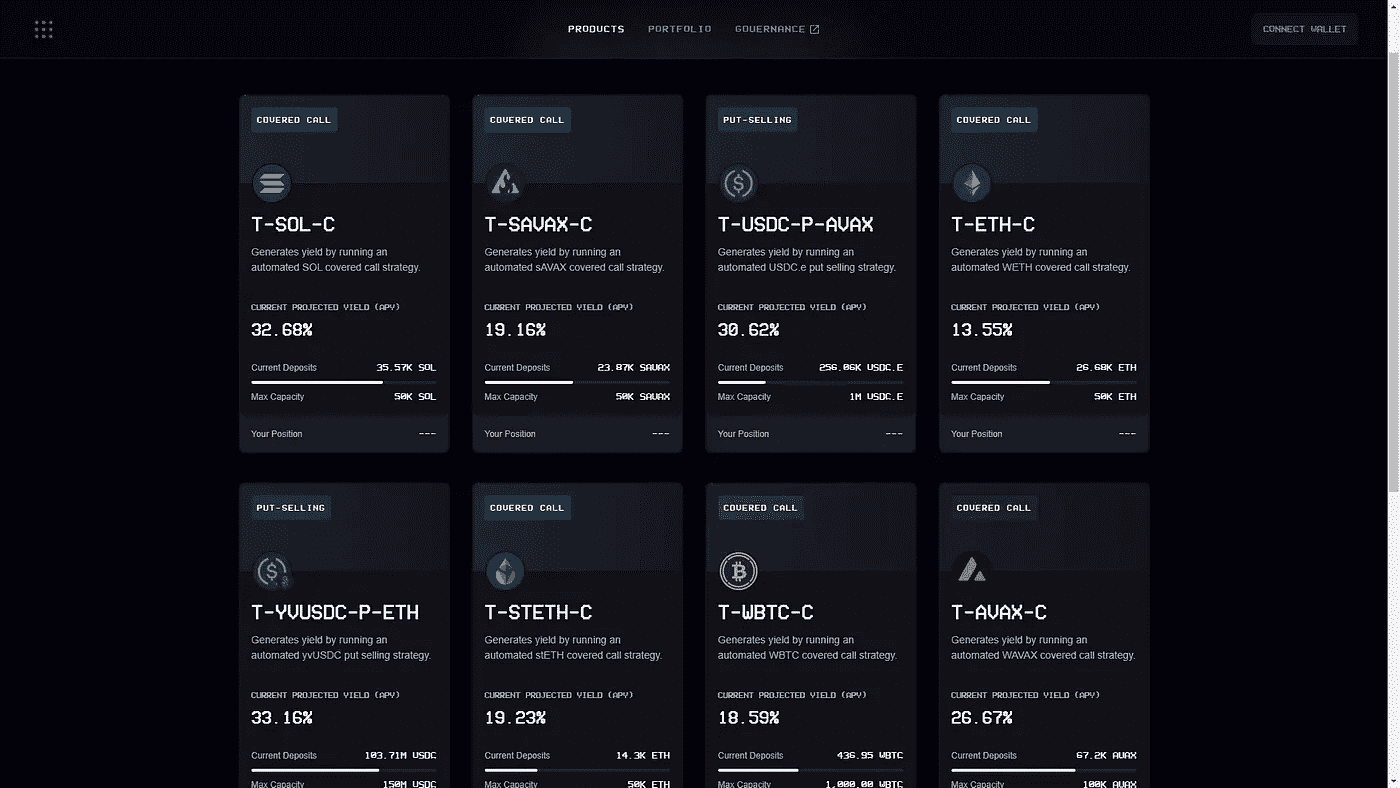 PRODUCTS PORTFOLIO GOVERNANCE CONNECT WALLET
COVERED CALL
T-SOL-C
Generates yield by running an
automated SOL covered call strategy.
CURRENT PROJECTED YIELD (APY)
32.68%
Current Deposits 35.57K SOL
Max Capacity 50K SOL
Your Position ---
COVERED CALL
T-SAVAX-C
Generates yield by running an
automated sAVAX covered call strategy.
CURRENT PROJECTED YIELD (APY)
19.16%
Current Deposits 23.87K SAVAX
Max Capacity 50K SAVAX
Your Position ---
PUT-SELLING
T-USDC-P-AVAX
Generates yield by running an
automated USDC.e put selling strategy.
CURRENT PROJECTED YIELD (APY)
30.62%
Current Deposits 256.06K USDC.E
Max Capacity 1M USDC.E
Your Position ---
COVERED CALL
T-ETH-C
Generates yield by running an
automated WETH covered call strategy.
CURRENT PROJECTED YIELD (APY)
13.55%
Current Deposits 26.68K ETH
Max Capacity 50K ETH
Your Position ---
PUT-SELLING
T-YVUSDC-P-ETH
Generates yield by running an
automated yvUSDC put selling strategy.
CURRENT PROJECTED YIELD (APY)
33.16%
Current Deposits 103.71M USDC
Max Capacity 150M USDC
COVERED CALL
T-STETH-C
Generates yield by running an
automated stETH covered call strategy.
CURRENT PROJECTED YIELD (APY)
19.23%
Current Deposits 14.3K ETH
Max Capacity 50K ETH
COVERED CALL
T-WBTC-C
Generates yield by running an
automated WBTC covered call strategy.
CURRENT PROJECTED YIELD (APY)
18.59%
Current Deposits 436.95 WBTC
Max Capacity 1,000.00 WBTC
COVERED CALL
T-AVAX-C
Generates yield by running an
automated WAVAX covered call strategy.
CURRENT PROJECTED YIELD (APY)
26.67%
Current Deposits 67.2K AVAX
Max Capacity 100K AVAX